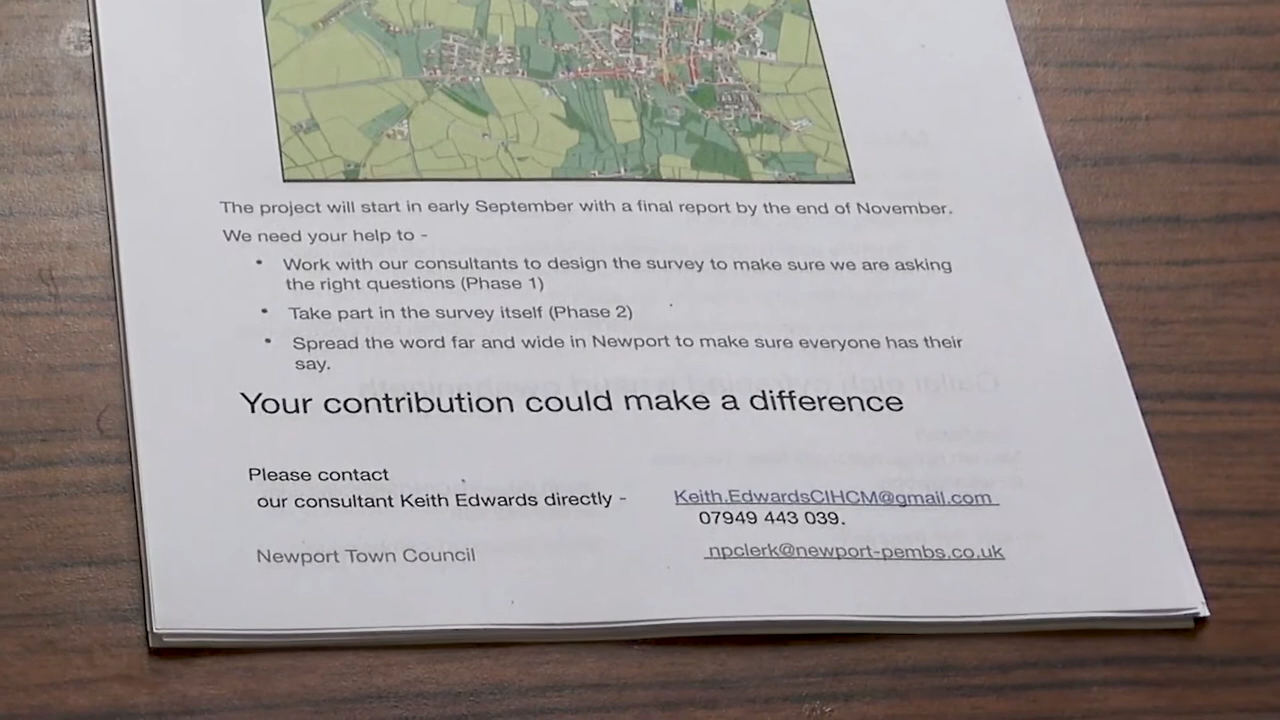 The project will start in early September with a final report by the end of November.
We need your help to -
• Work with our consultants to design the survey to make sure we are asking
the right questions (Phase 1)
• Take part in the survey itself (Phase 2)
• Spread the word far and wide in Newport to make sure everyone has their
say.
Your contribution could make a difference
Please contact
our consultant Keith Edwards directly - Keith.EdwardsCIHCM@gmail.com
07949 443 039.
Newport Town Council npclerk@newport-pembs.co.uk